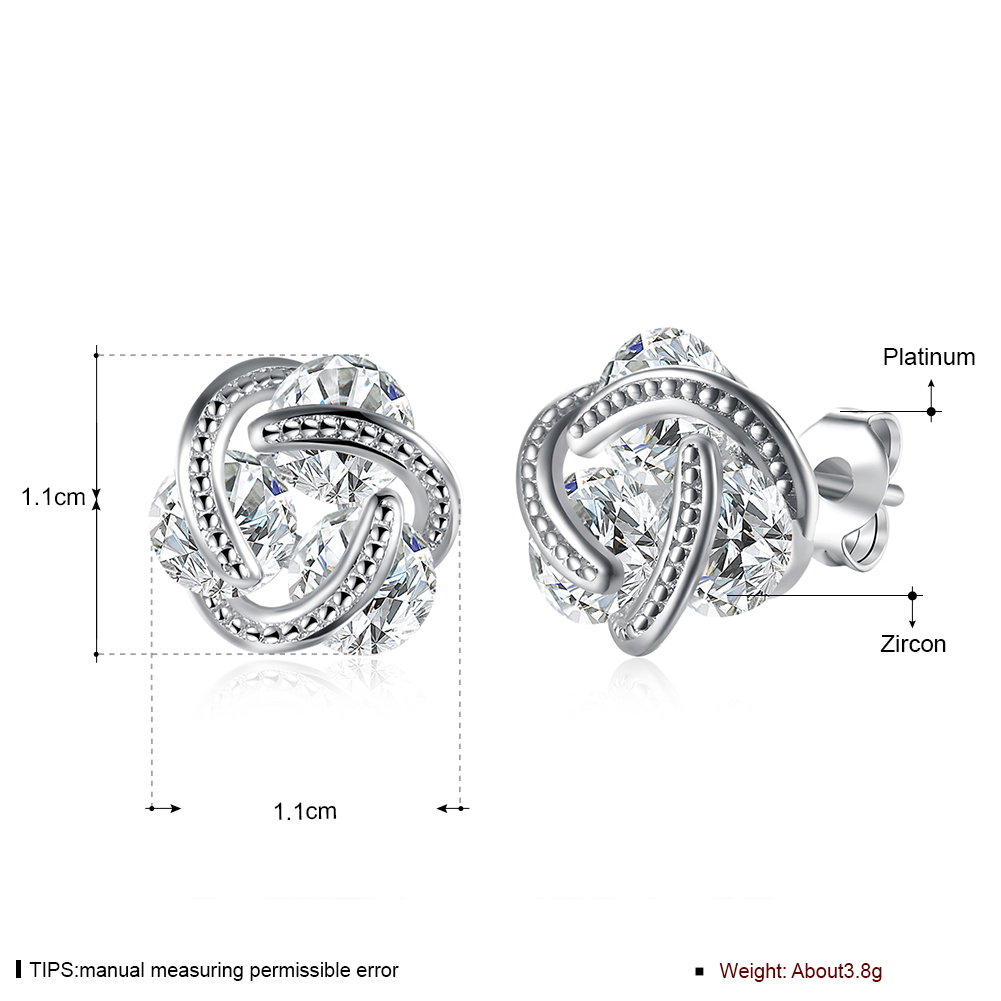 Platinum
1.1cm
Zircon
1.1cm
TIPS:manual measuring permissible error
Weight: About3.8g